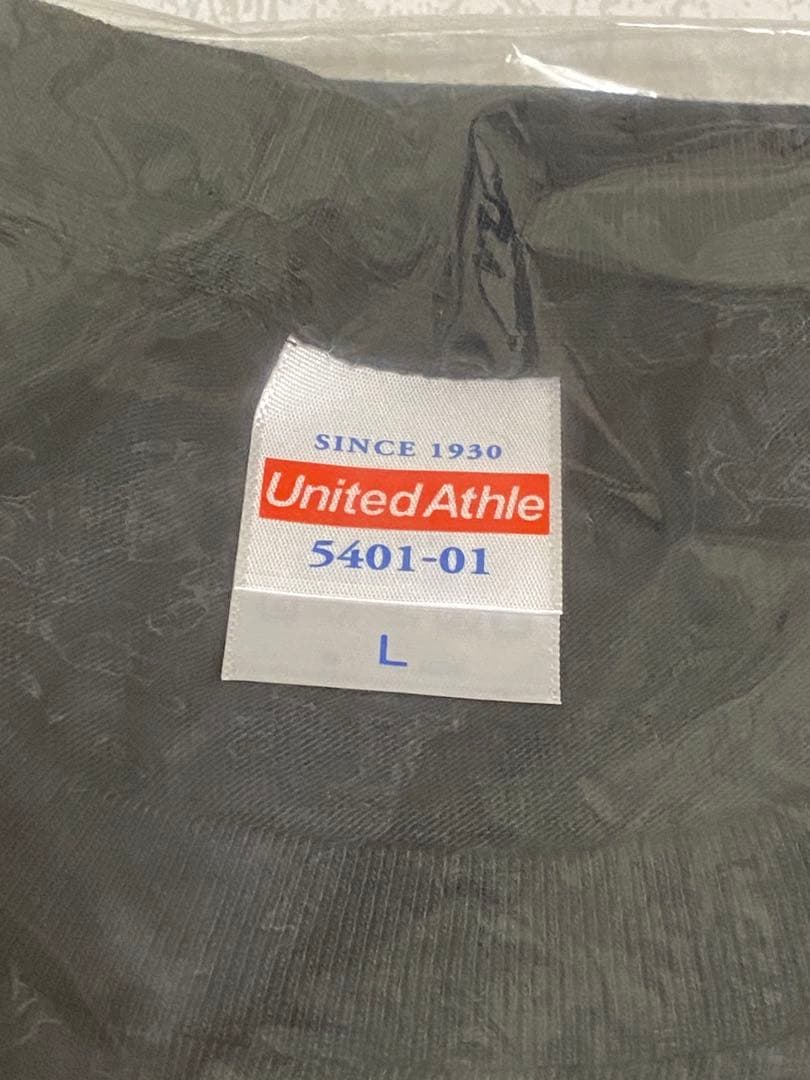 SINCE 1930
United Athle
5401-01
L